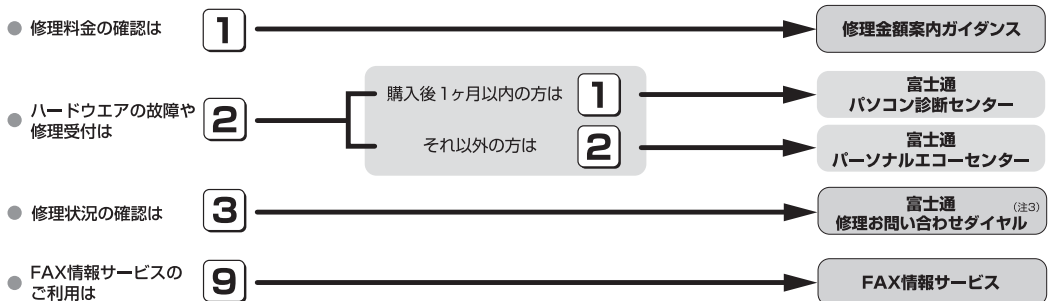 修理料金の確認は 1 修理金額案内ガイダンス
ハードウエアの故障や
修理受付は
2
購入後1ヶ月以内の方は 1
富士通
パソコン診断センター
それ以外の方は 2
富士通
パーソナルエコーセンター
修理状況の確認は 3
富士通 (注3)
修理お問い合わせダイヤル
FAX情報サービスの
ご利用は
9
FAX情報サービス